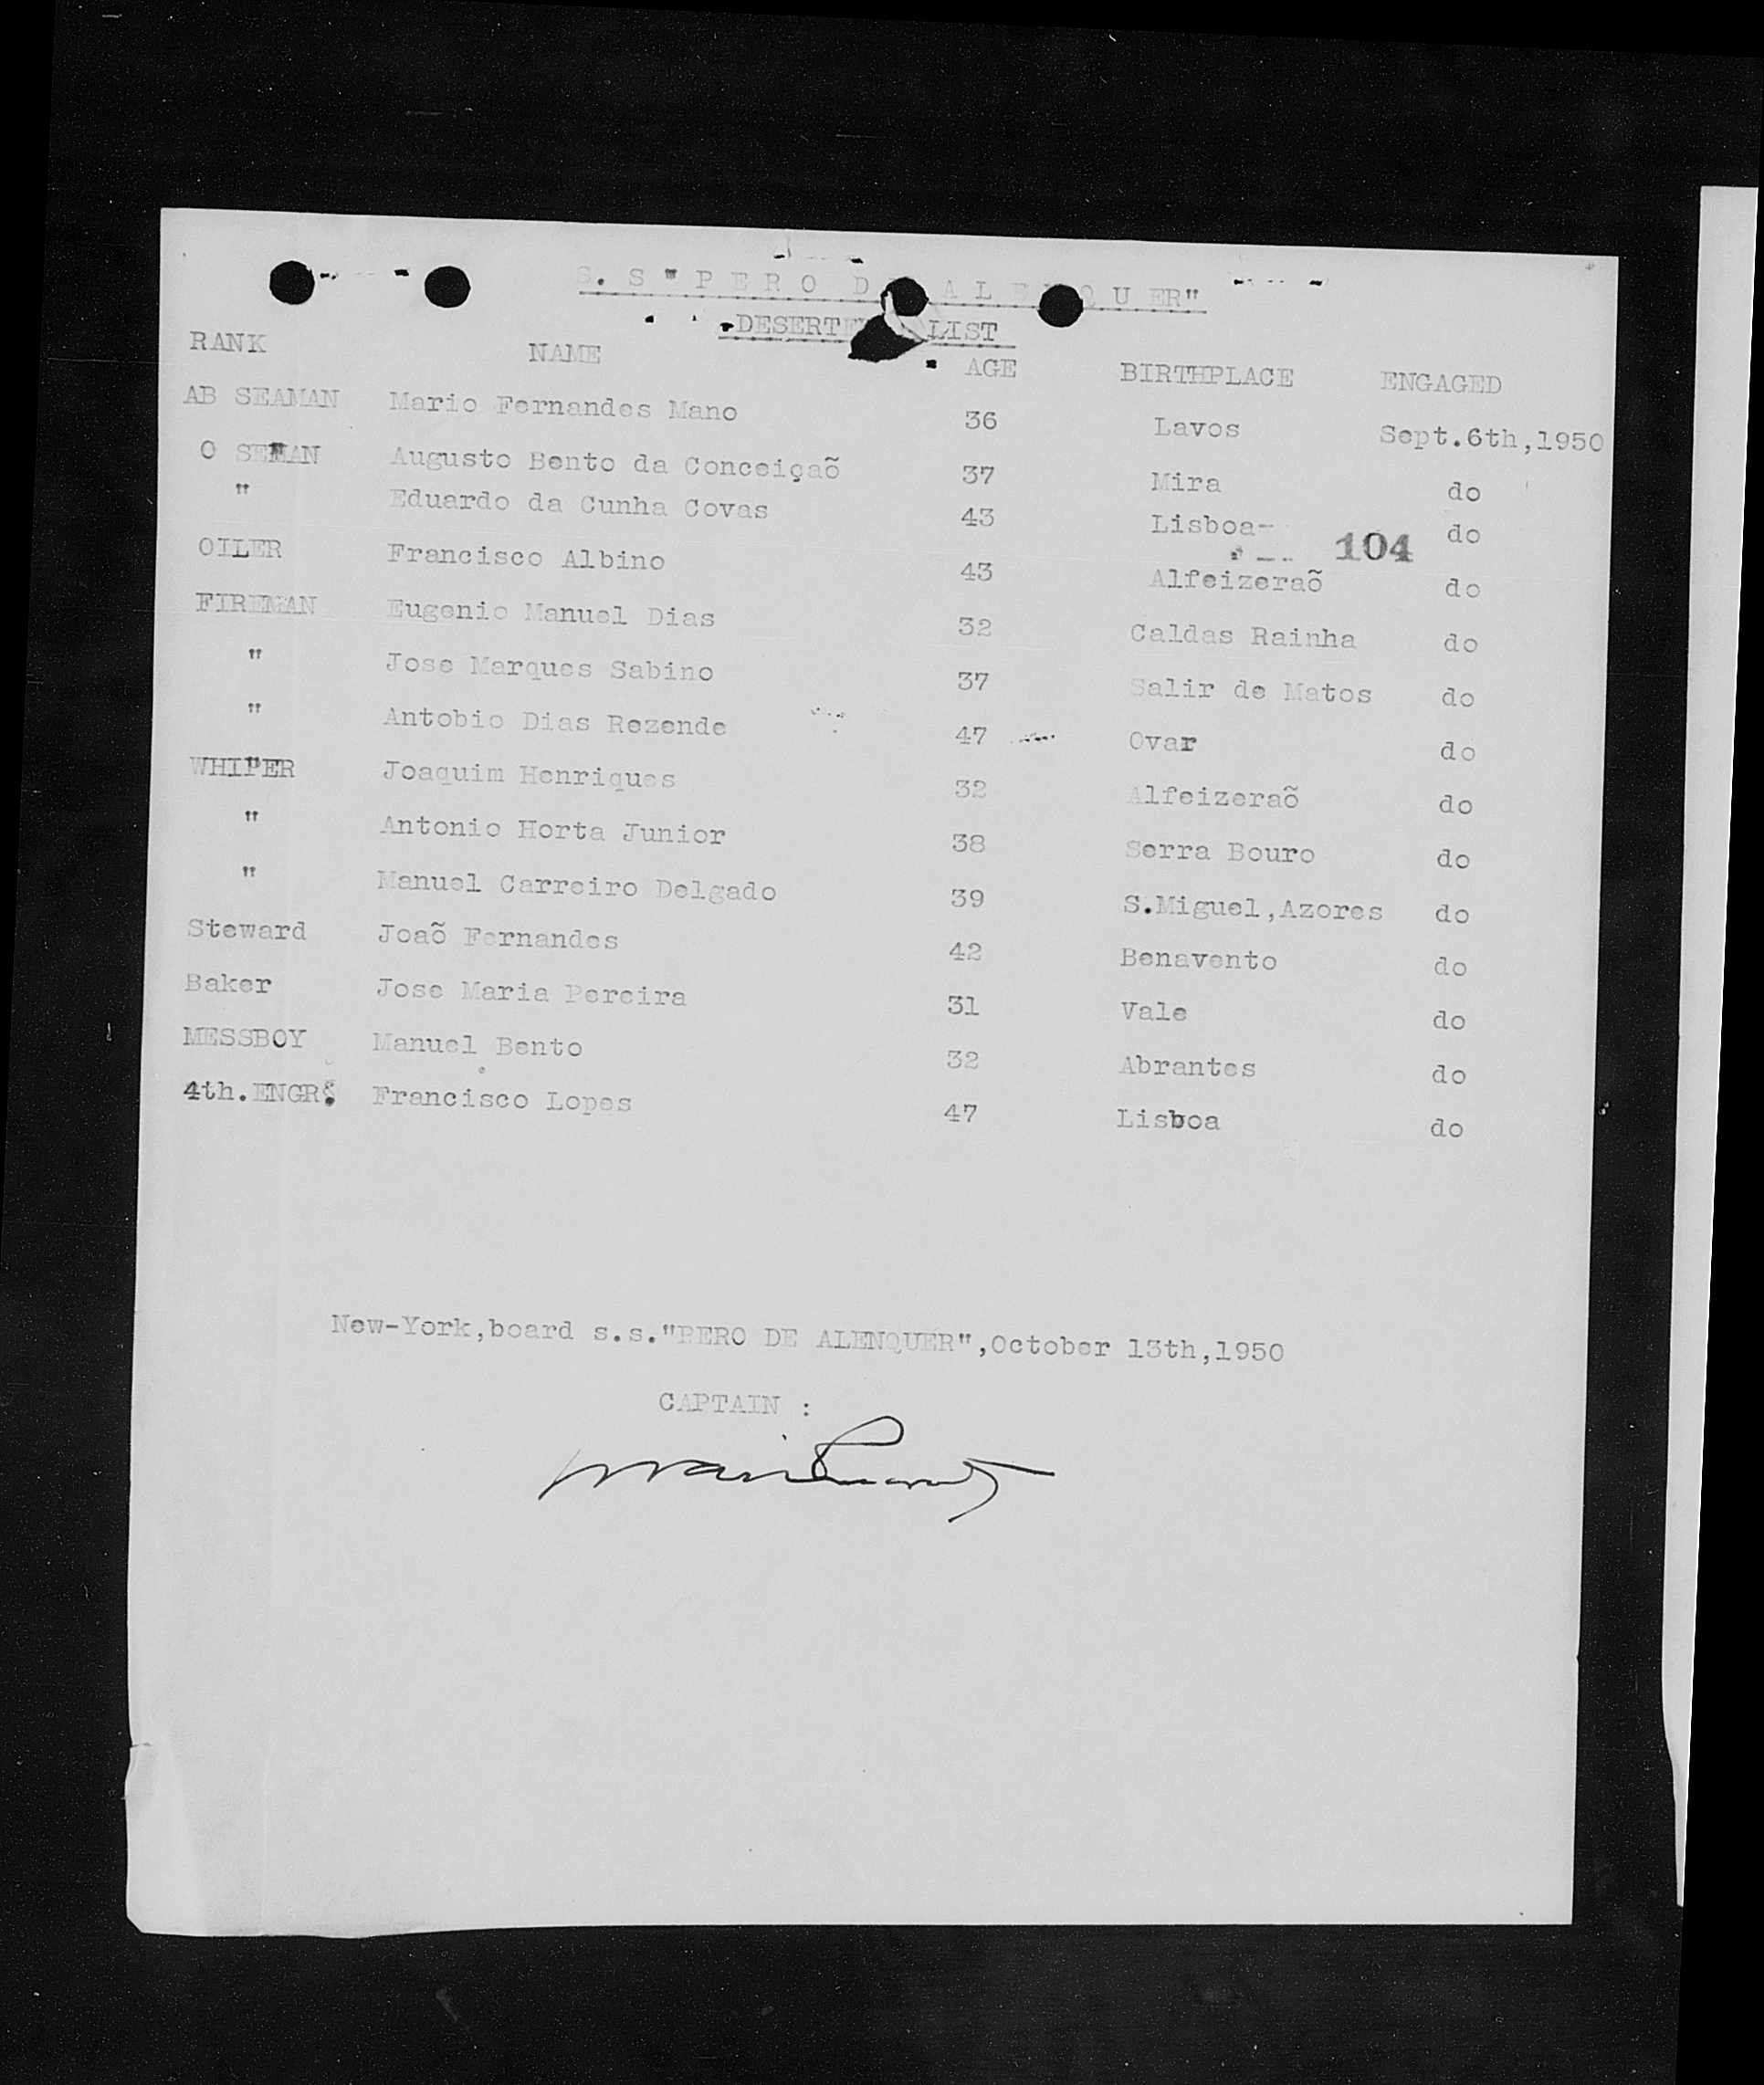 S. S "PERO DE ALENQUER"
DESERTERS LIST
RANK NAME AGE BIRTHPLACE ENGAGED
AB SEAMAN Mario Fernandes Mano 36 Lavos Sept.6th,1950
O SEMAN Augusto Bento da Conceiçaõ 37 Mira do
" Eduardo da Cunha Covas 43 Lisboa- do
104
OILER Francisco Albino 43 Alfeizeraõ do
FIREMAN Eugenio Manuel Dias 32 Caldas Rainha do
" Jose Marques Sabino 37 Salir de Matos do
" Antobio Dias Rezende 47 Ovar do
WHIPER Joaquim Henriques 32 Alfeizeraõ do
" Antonio Horta Junior 38 Serra Bouro do
" Manuel Carreiro Delgado 39 S.Miguel,Azores do
Steward Joaõ Fernandes 42 Benavento do
Baker Jose Maria Pereira 31 Vale do
MESSBOY Manuel Bento 32 Abrantes do
4th.ENGR. Francisco Lopes 47 Lisboa do
New-York,board s.s."PERO DE ALENQUER",October 13th,1950
CAPTAIN :